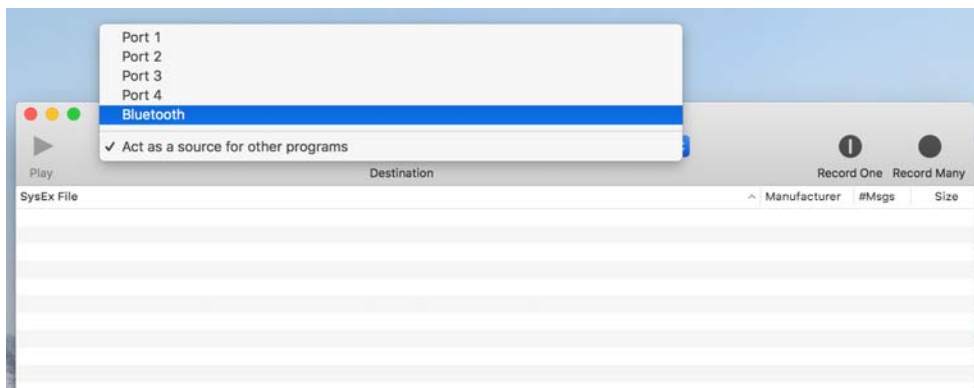 Port 1
Port 2
Port 3
Port 4
Bluetooth
✓ Act as a source for other programs
Play
Destination
Record One
Record Many
SysEx File
Manufacturer
#Msgs
Size